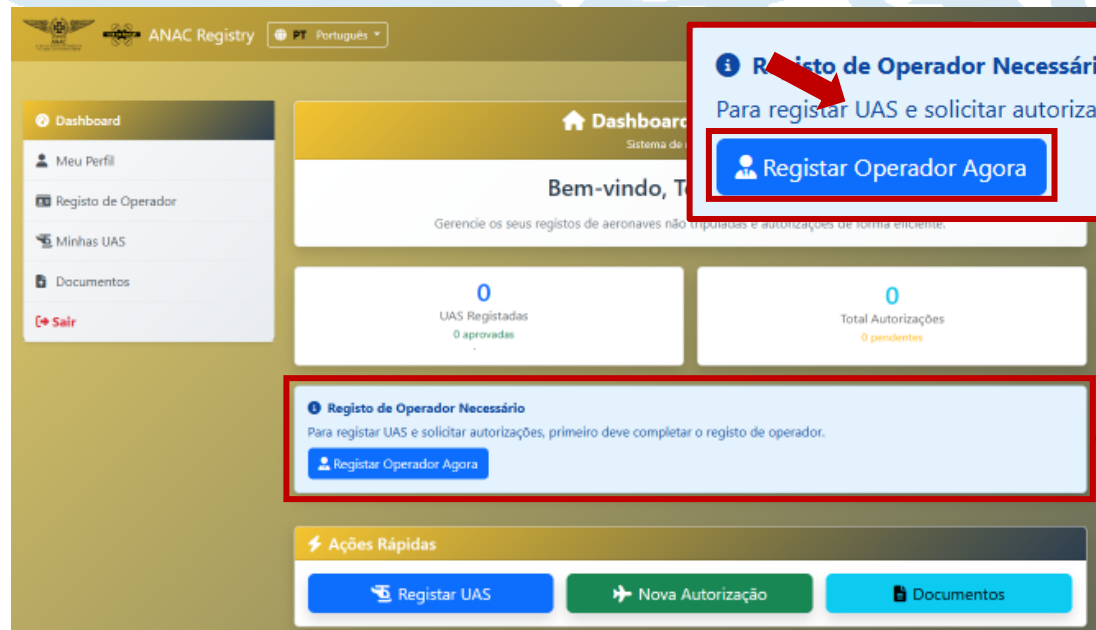 ANAC Registry PT Português
Registo de Operador Necessári
Para registar UAS e solicitar autoriza
Registar Operador Agora
Dashboard
Meu Perfil
Registo de Operador
Minhas UAS
Documentos
Sair
Dashboard
Sistema de
Bem-vindo, T
Gerencie os seus registos de aeronaves não tripuladas e autorizações de forma eficiente.
0
UAS Registadas
0 aprovadas
0
Total Autorizações
0 pendentes
Registo de Operador Necessário
Para registar UAS e solicitar autorizações, primeiro deve completar o registo de operador.
Registar Operador Agora
Ações Rápidas
Registar UAS
Nova Autorização
Documentos